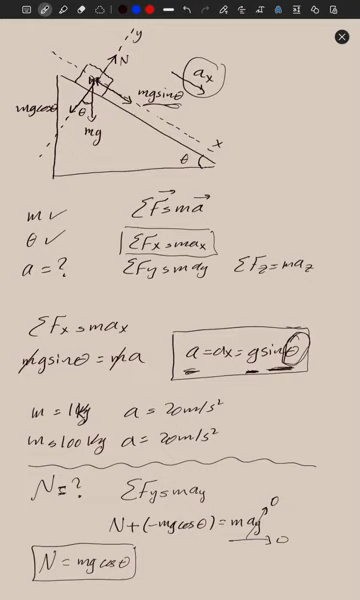 y
N
ax
M
mgsinθ
mgcosθ
θ
mg
x
θ
m ✓
ΣF = ma
θ ✓
ΣFx = max
a = ?
ΣFy = may ΣFz = maz
ΣFx = max
mgsinθ = ma
a = ax = gsinθ
m = 1kg a = 20m/s²
m = 100kg a = 20m/s²
N = ? ΣFy = may
0
N + (-mgcosθ) = may
0
N = mgcosθ